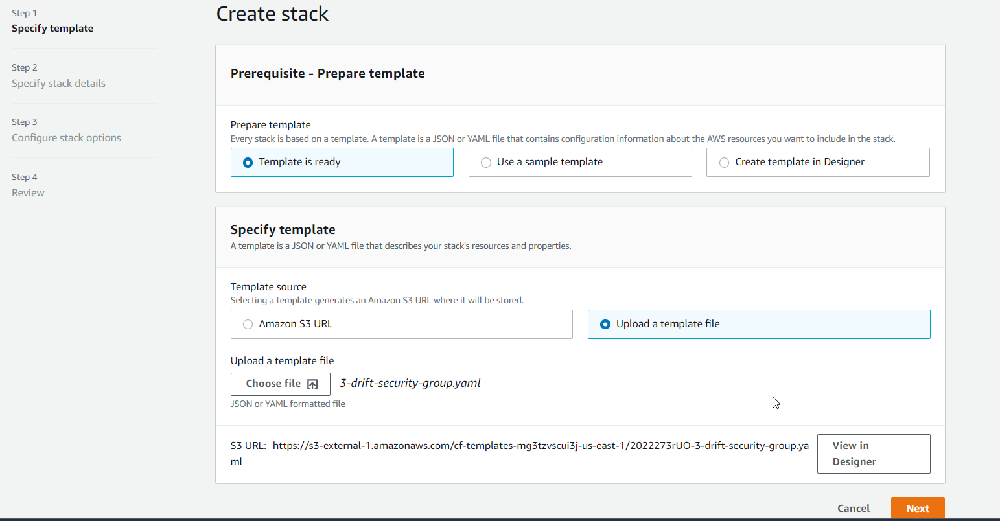 Step 1
Specify template
Step 2
Specify stack details
Step 3
Configure stack options
Step 4
Review
Create stack
Prerequisite - Prepare template
Prepare template
Every stack is based on a template. A template is a JSON or YAML file that contains configuration information about the AWS resources you want to include in the stack.
Template is ready
Use a sample template
Create template in Designer
Specify template
A template is a JSON or YAML file that describes your stack's resources and properties.
Template source
Selecting a template generates an Amazon S3 URL where it will be stored.
Amazon S3 URL
Upload a template file
Upload a template file
Choose file
3-drift-security-group.yaml
JSON or YAML formatted file
S3 URL: https://s3-external-1.amazonaws.com/cf-templates-mg3tzvscui3j-us-east-1/2022273rUO-3-drift-security-group.ya
ml
View in
Designer
Cancel
Next